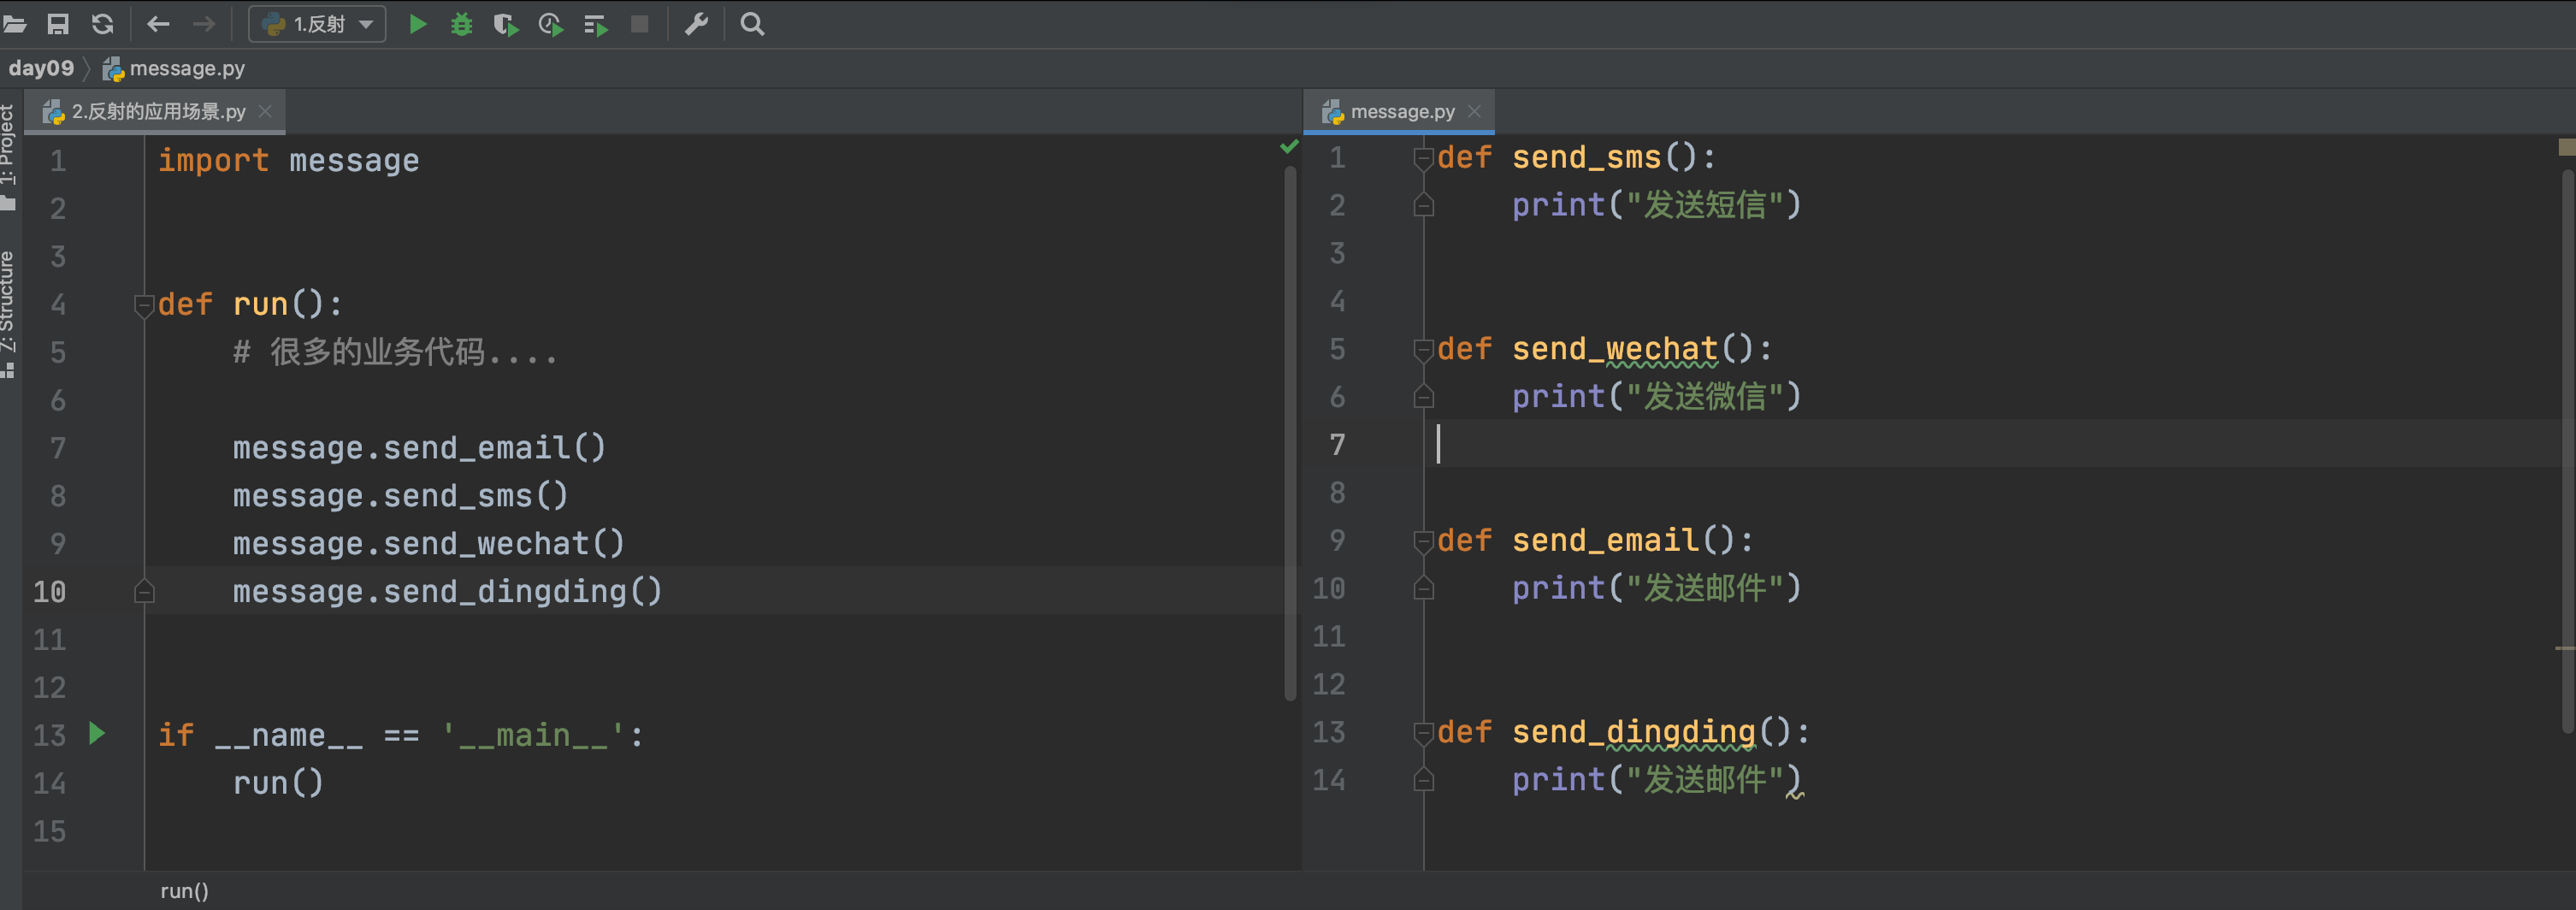 1.反射
day09 message.py
1: Project
Z: Structure
2.反射的应用场景.py
1 import message
2
3
4 def run():
5 # 很多的业务代码....
6
7 message.send_email()
8 message.send_sms()
9 message.send_wechat()
10 message.send_dingding()
11
12
13 if __name__ == '__main__':
14 run()
15
run()
message.py
1 def send_sms():
2 print("发送短信")
3
4
5 def send_wechat():
6 print("发送微信")
7
8
9 def send_email():
10 print("发送邮件")
11
12
13 def send_dingding():
14 print("发送邮件")